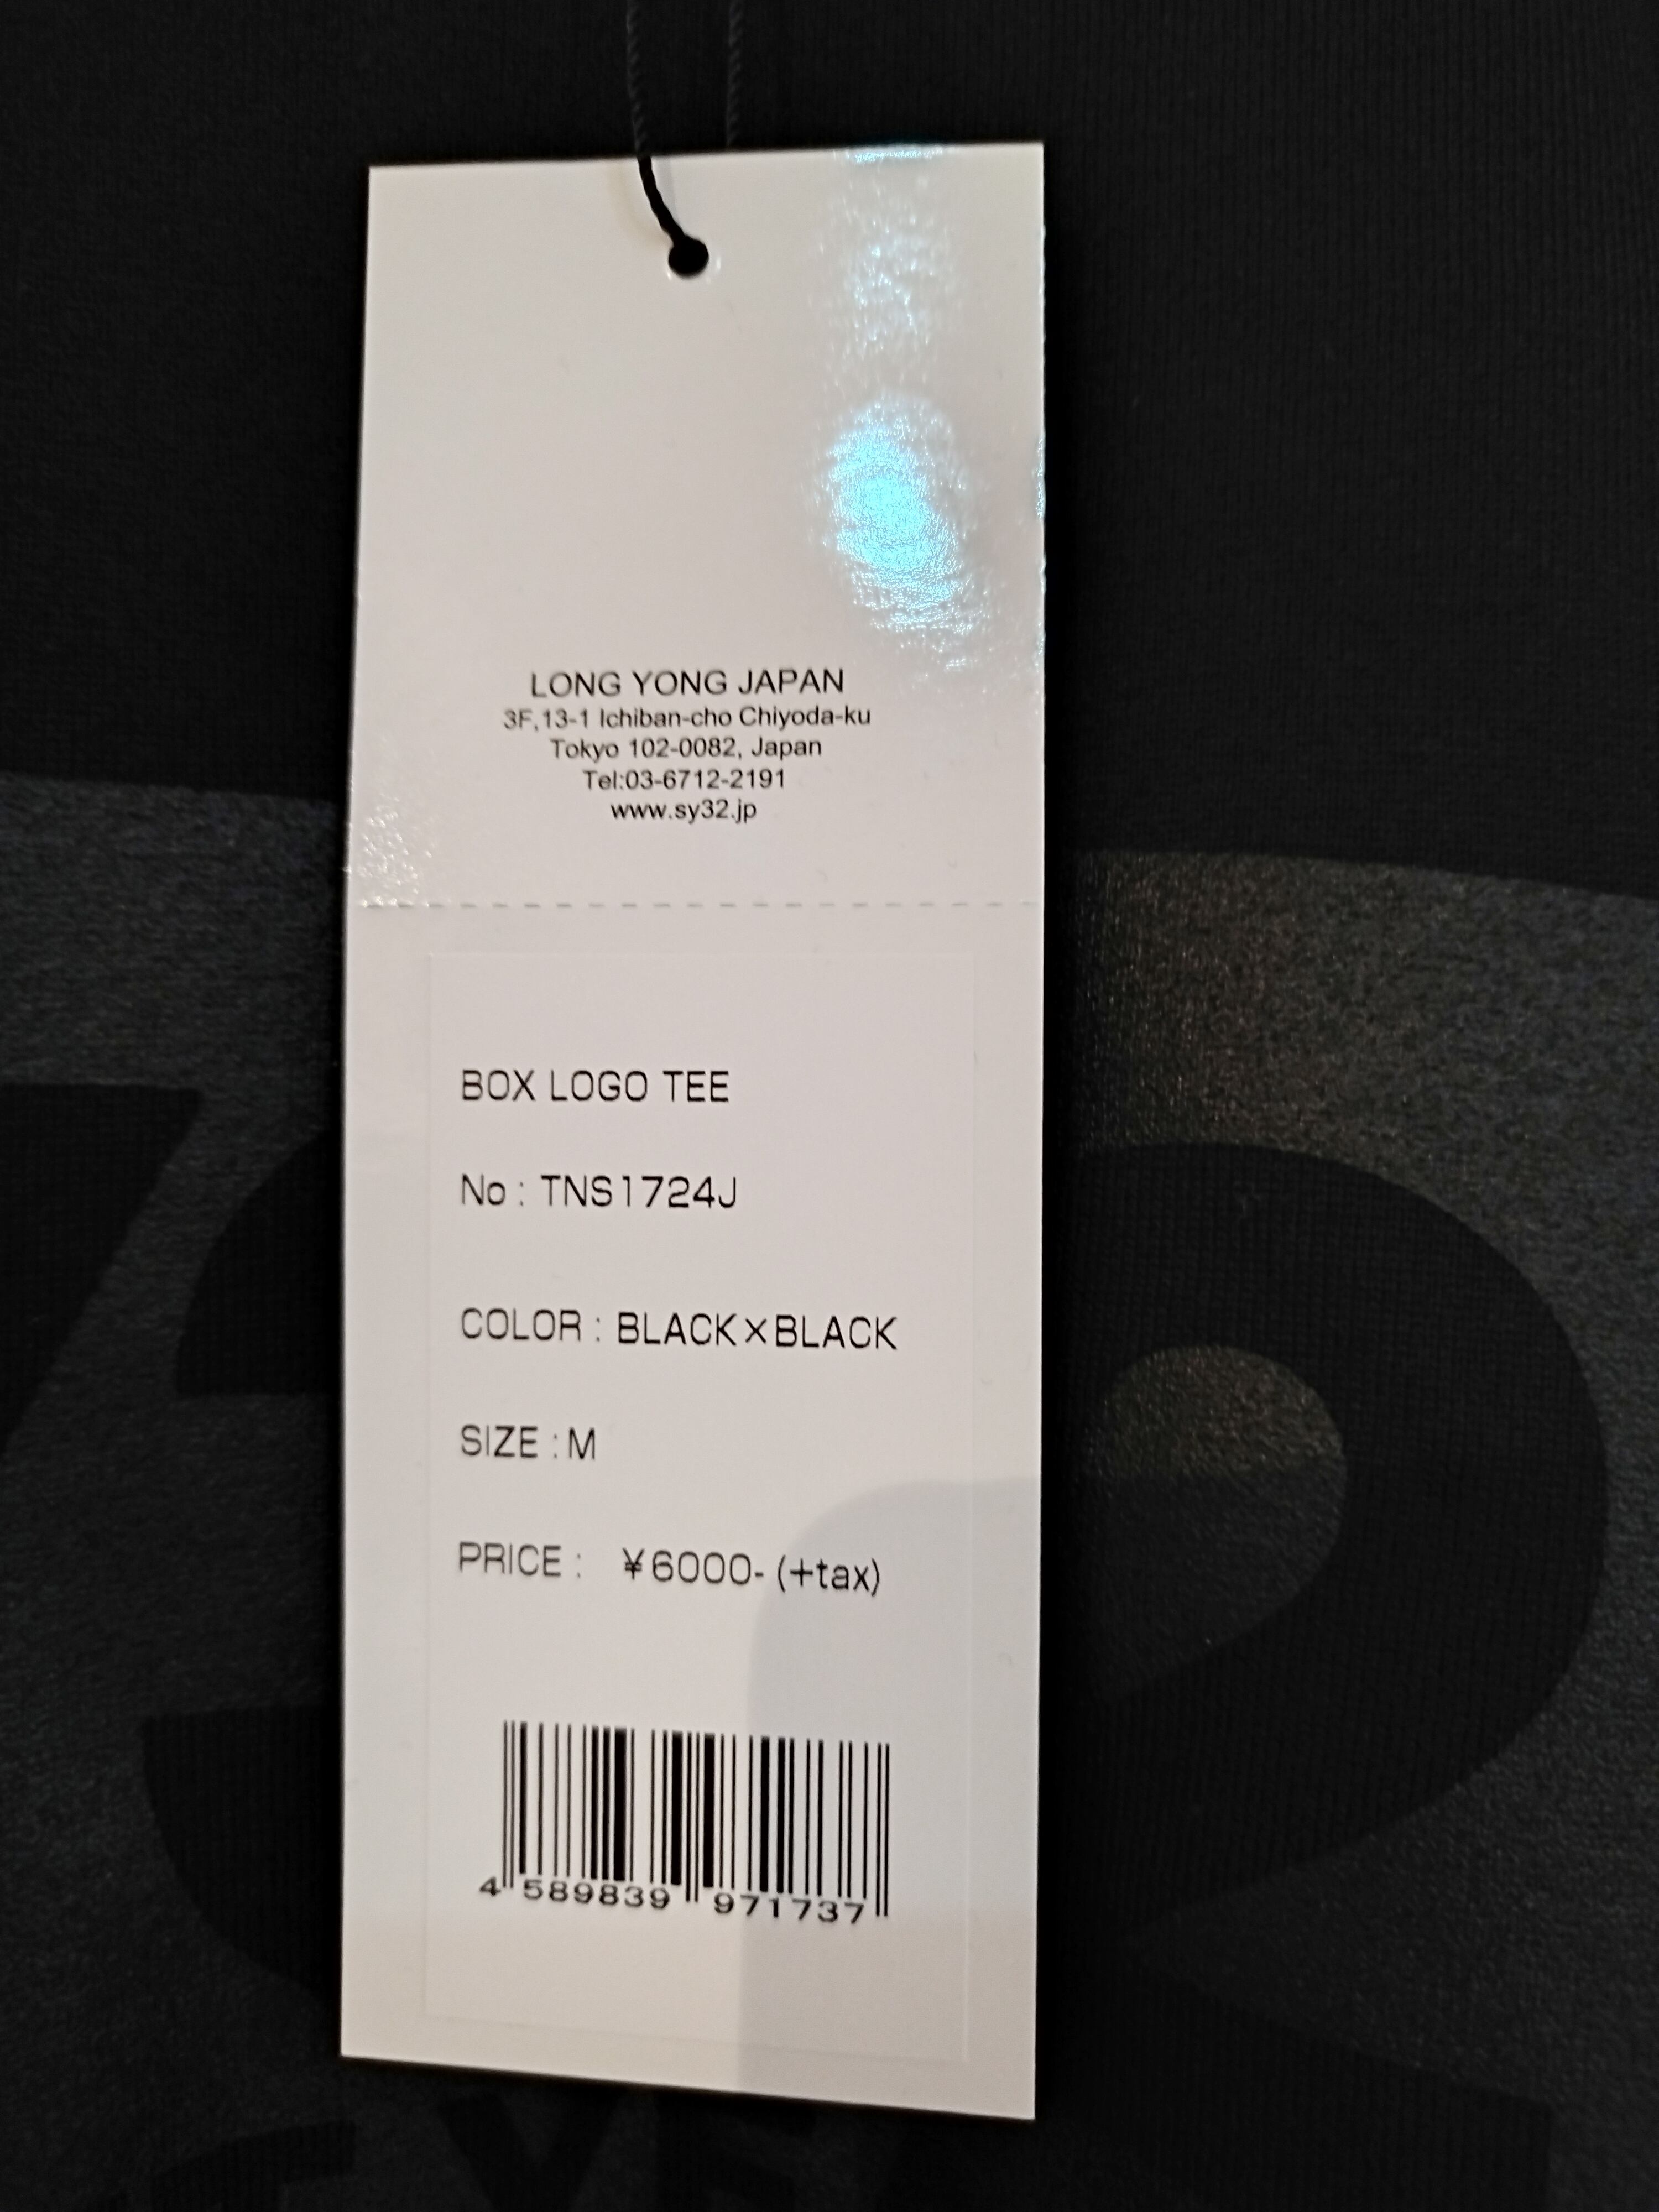 LONG YONG JAPAN
3F,13-1 Ichiban-cho Chiyoda-ku
Tokyo 102-0082, Japan
Tel:03-6712-2191
www.sy32.jp
BOX LOGO TEE
No : TNS1724J
COLOR : BLACK×BLACK
SIZE : M
PRICE : ¥6000- (+tax)
4 589839 971737